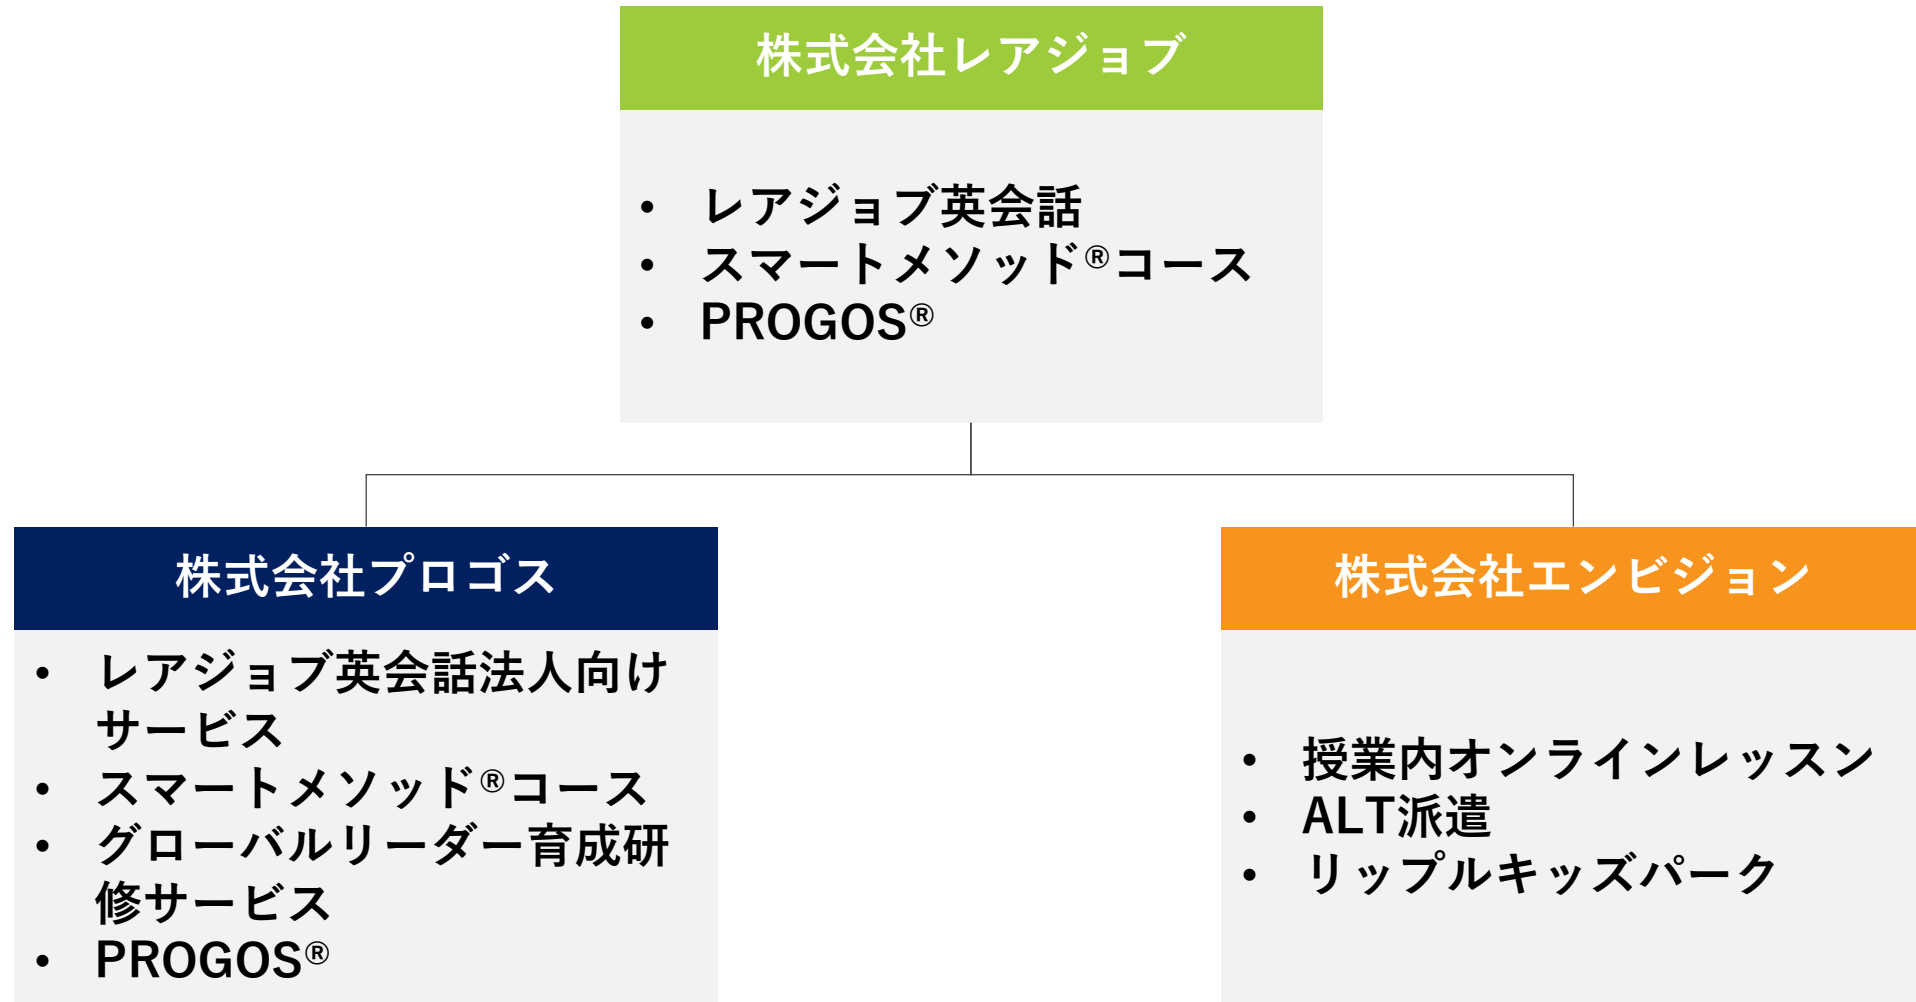 株式会社レアジョブ
• レアジョブ英会話
• スマートメソッド®コース
• PROGOS®
株式会社プロゴス
• レアジョブ英会話法人向け
サービス
• スマートメソッド®コース
• グローバルリーダー育成研
修サービス
• PROGOS®
株式会社エンビジョン
• 授業内オンラインレッスン
• ALT派遣
• リップルキッズパーク